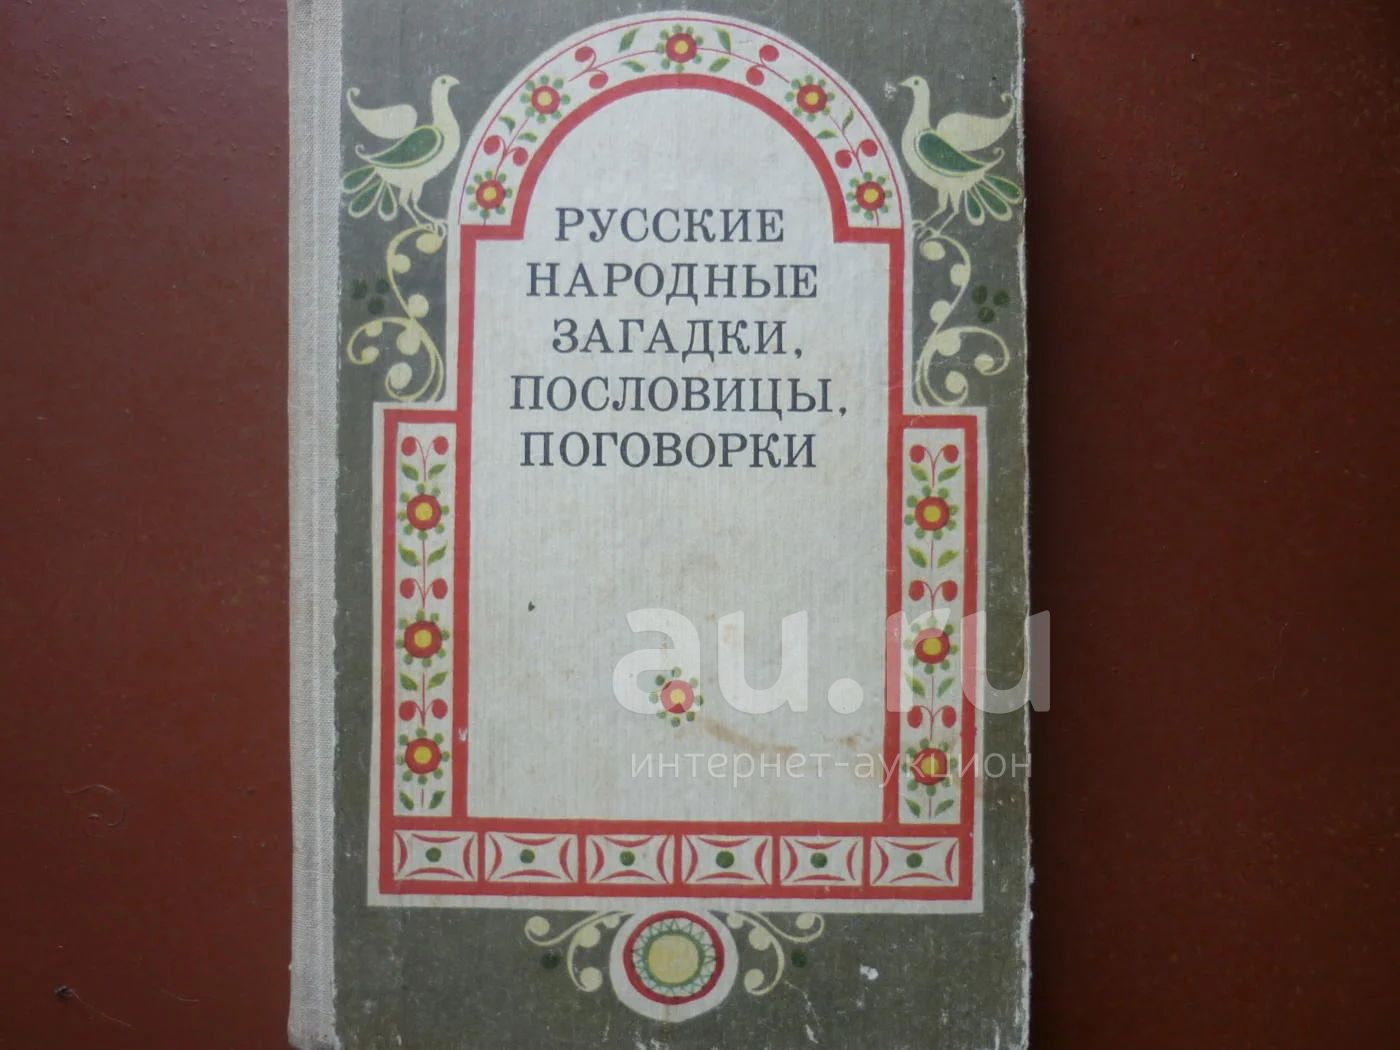 РУССКИЕ
НАРОДНЫЕ
ЗАГАДКИ,
ПОСЛОВИЦЫ,
ПОГОВОРКИ
au.ru
интернет-аукцион